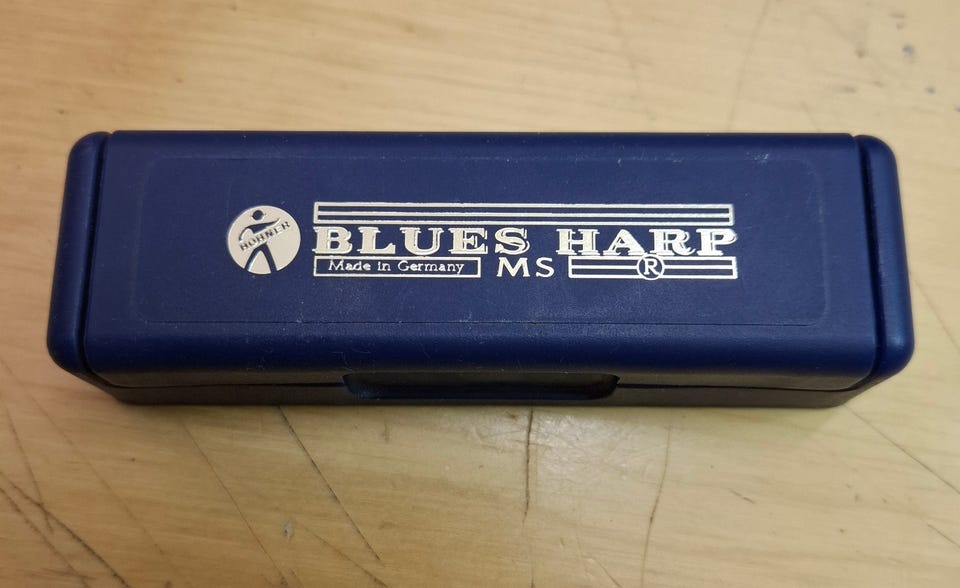 HOHNER
BLUES HARP
Made in Germany MS ®